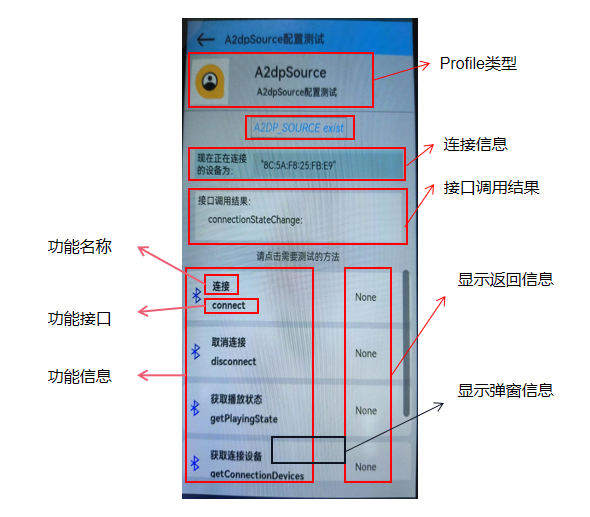 A2dpSource配置测试
A2dpSource
A2dpSource配置测试
Profile类型
A2DP_SOURCE exist
现在正在连接
的设备为:
"8C:5A:F8:25:FB:E9"
连接信息
接口调用结果:
connectionStateChange:
接口调用结果
请点击需要测试的方法
功能名称
连接
connect
None
显示返回信息
功能接口
取消连接
disconnect
None
功能信息
获取播放状态
getPlayingState
None
显示弹窗信息
获取连接设备
getConnectionDevices
None